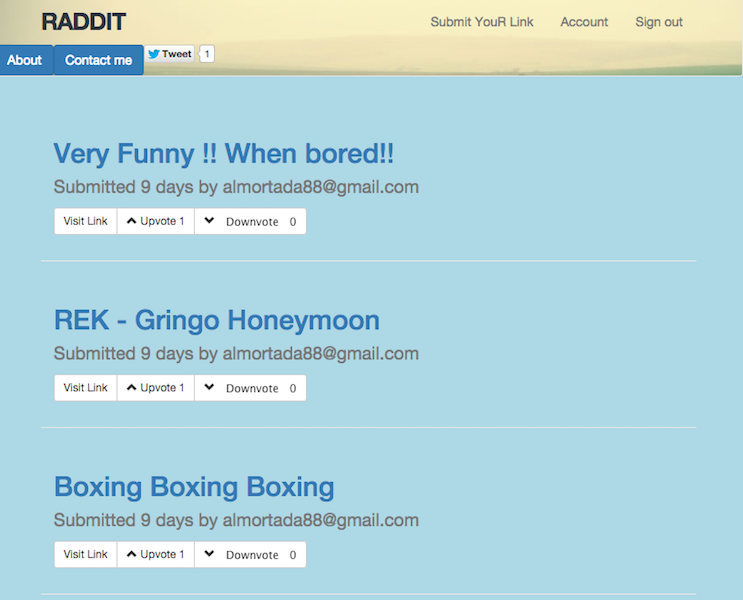 RADDIT Submit YouR Link Account Sign out
About Contact me Tweet 1
Very Funny !! When bored!!
Submitted 9 days by almortada88@gmail.com
Visit Link Upvote 1 Downvote 0
REK - Gringo Honeymoon
Submitted 9 days by almortada88@gmail.com
Visit Link Upvote 1 Downvote 0
Boxing Boxing Boxing
Submitted 9 days by almortada88@gmail.com
Visit Link Upvote 1 Downvote 0